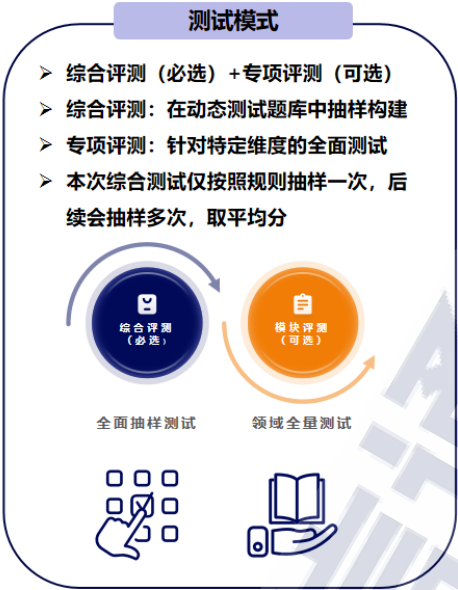 测试模式
➢ 综合评测（必选）+专项评测（可选）
➢ 综合评测：在动态测试题库中抽样构建
➢ 专项评测：针对特定维度的全面测试
➢ 本次综合测试仅按照规则抽样一次，后
续会抽样多次，取平均分
综合评测
（必选）
模块评测
（可选）
全面抽样测试
领域全量测试